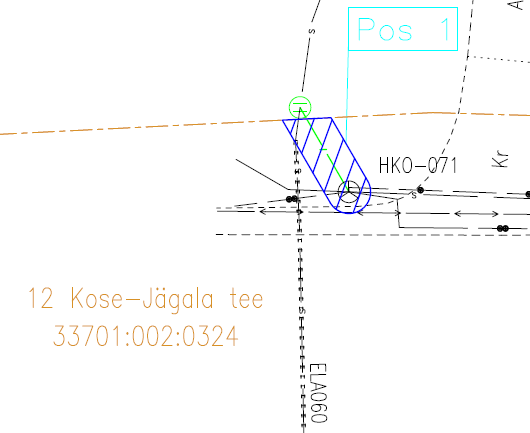 Pos 1
A
Kr
HKO-071
12 Kose-Jägala tee
33701:002:0324
ELA060
s
s
s